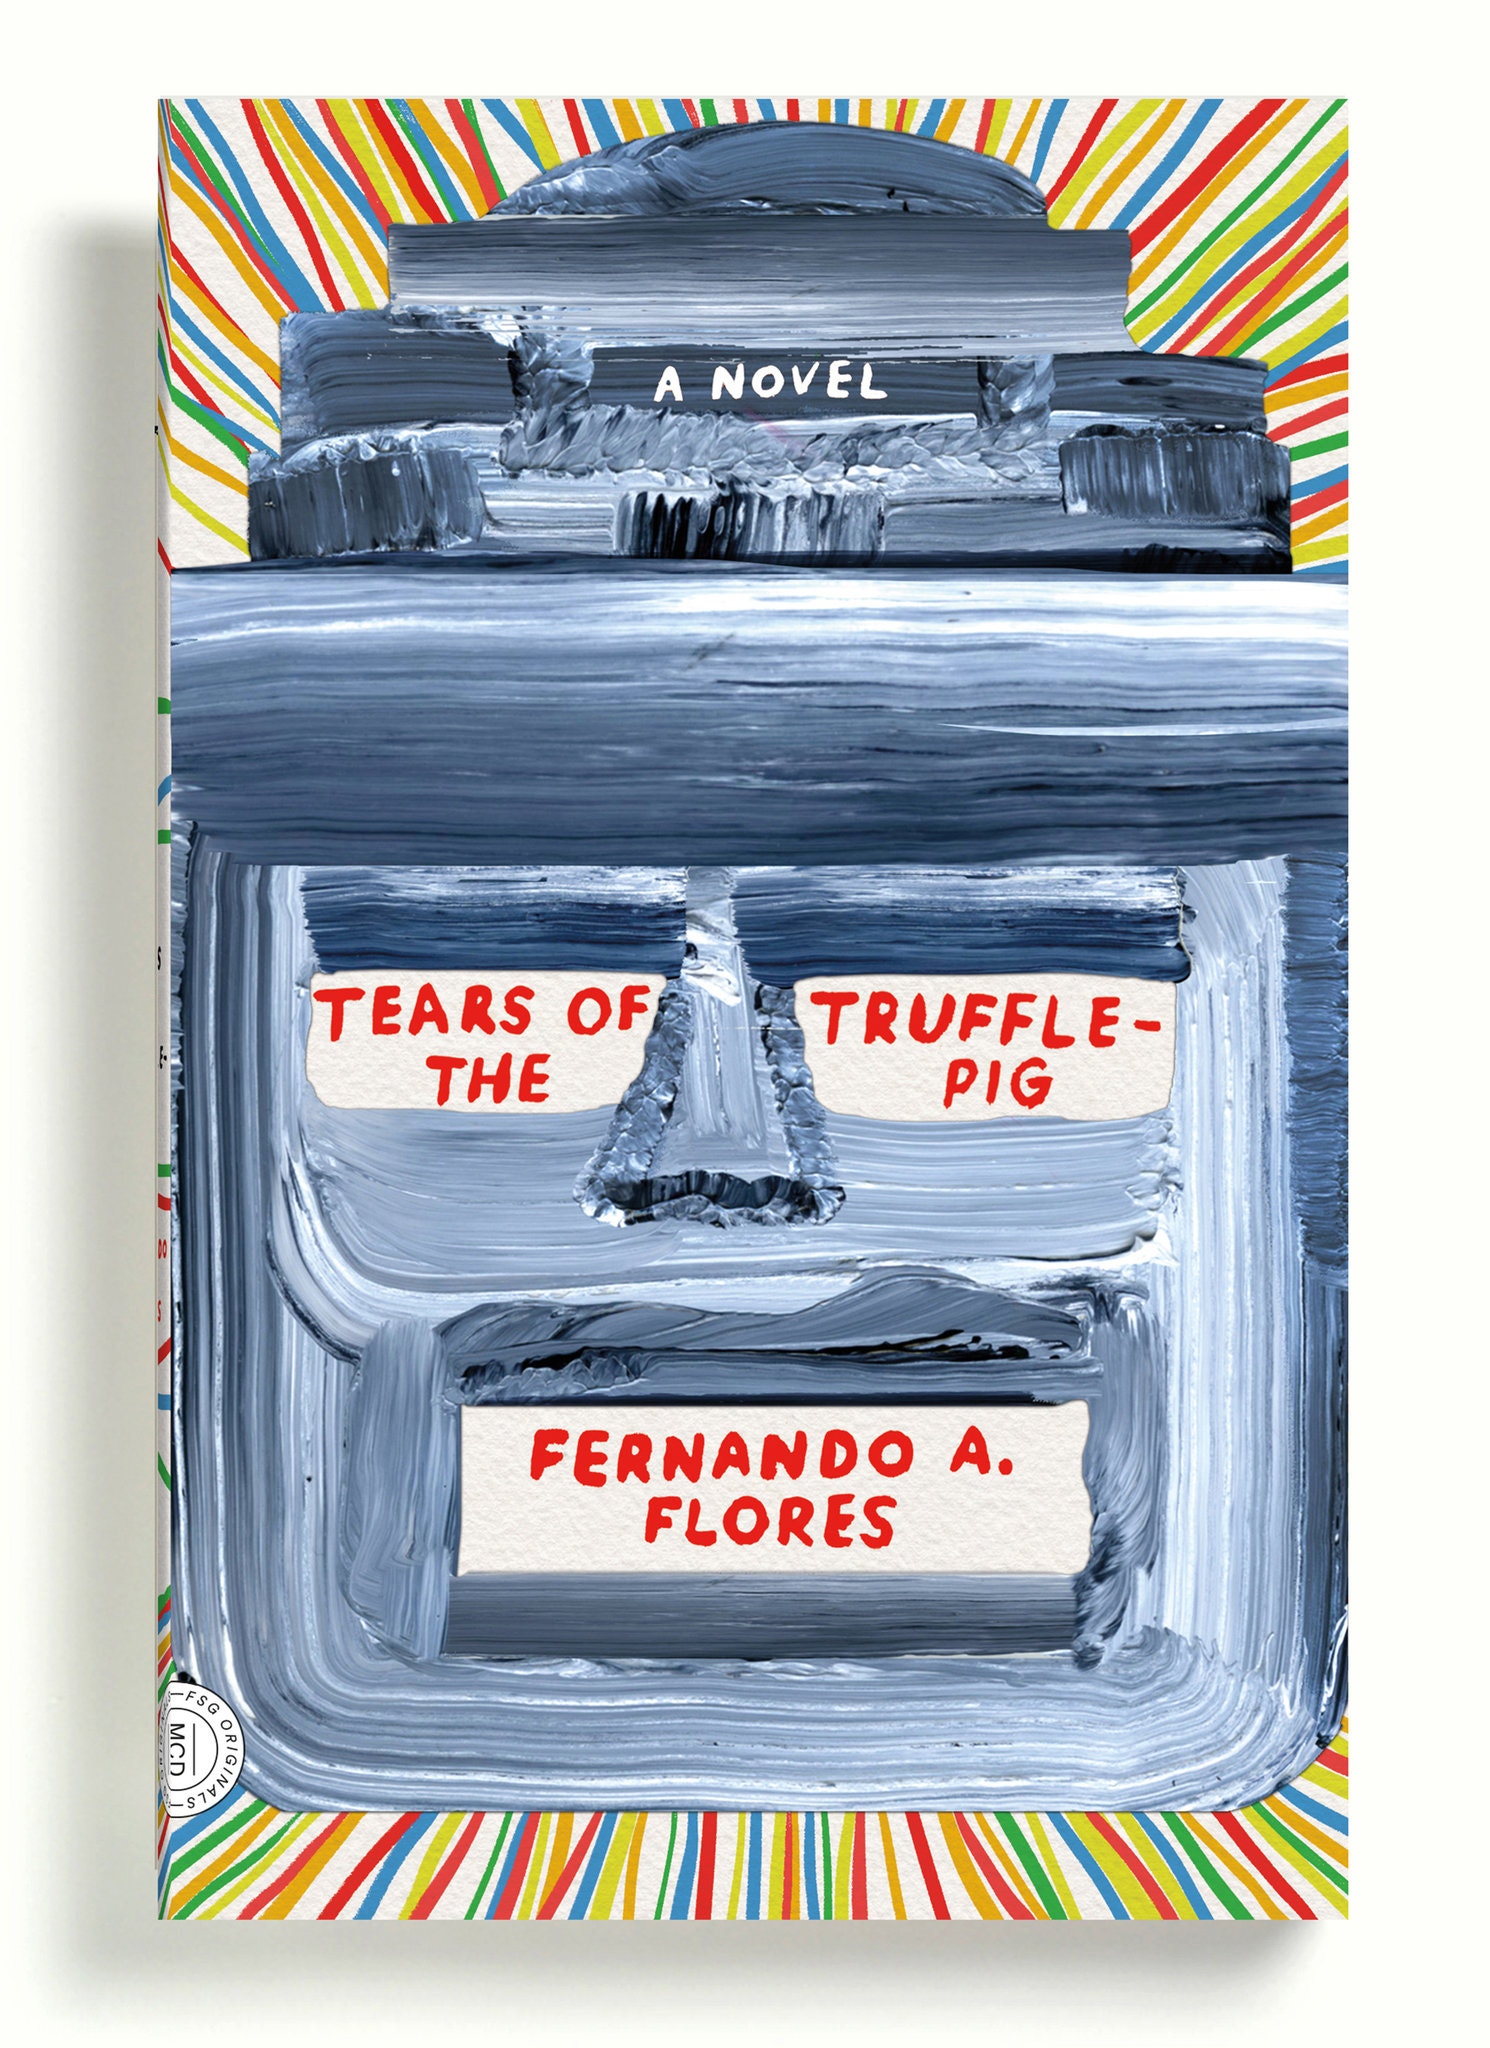 A NOVEL
TEARS OF
THE
TRUFFLE-
PIG
FERNANDO A.
FLORES
FSG ORIGINALS
MCD